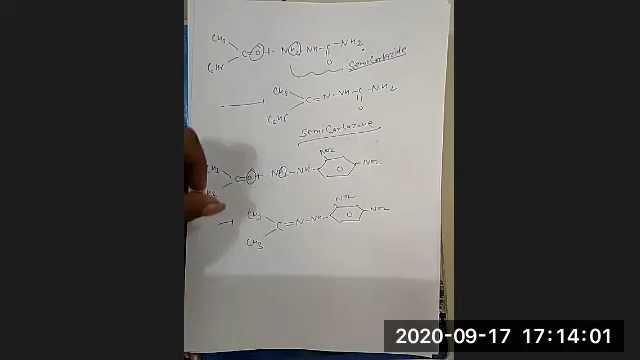 CH3
C=O + NH2 NH-C-NH2
C2H5 O
Semicarbazide
CH3
C=N-NH-C-NH2
C2H5 O
Semicarbazone
CH3 NO2
C=O + NH2-NH- NO2
NO2
CH3 C=N-NH- NO2
CH3
2020-09-17 17:14:01